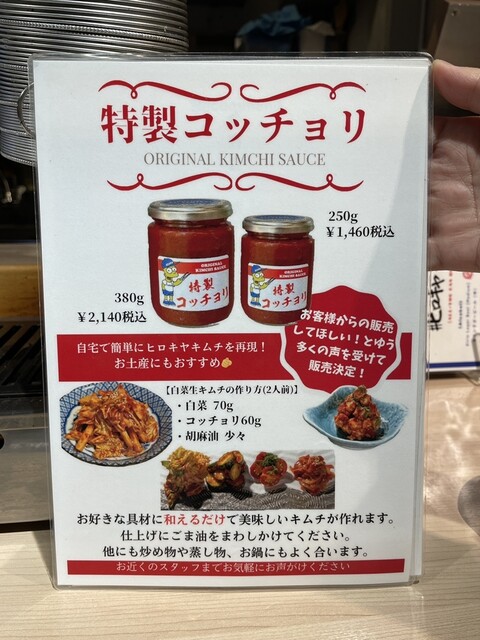 特製コッチョリ
ORIGINAL KIMCHI SAUCE
250g
￥1,460税込
ORIGINAL
KIMCHI SAUCE
特製
コッチョリ
ORIGINAL
KIMCHI SAUCE
特製
コッチョリ
380g
￥2,140税込
お客様からの販売
してほしい！とゆう
多くの声を受けて
販売決定！
自宅で簡単にヒロキヤキムチを再現！
お土産にもおすすめ
【白菜生キムチの作り方(2人前)】
・白菜 70g
・コッチョリ60g
・胡麻油 少々
お好きな具材に和えるだけで美味しいキムチが作れます。
仕上げにごま油をまわしかけてください。
他にも炒め物や蒸し物、お鍋にもよく合います。
お近くのスタッフまでお気軽にお声がけください